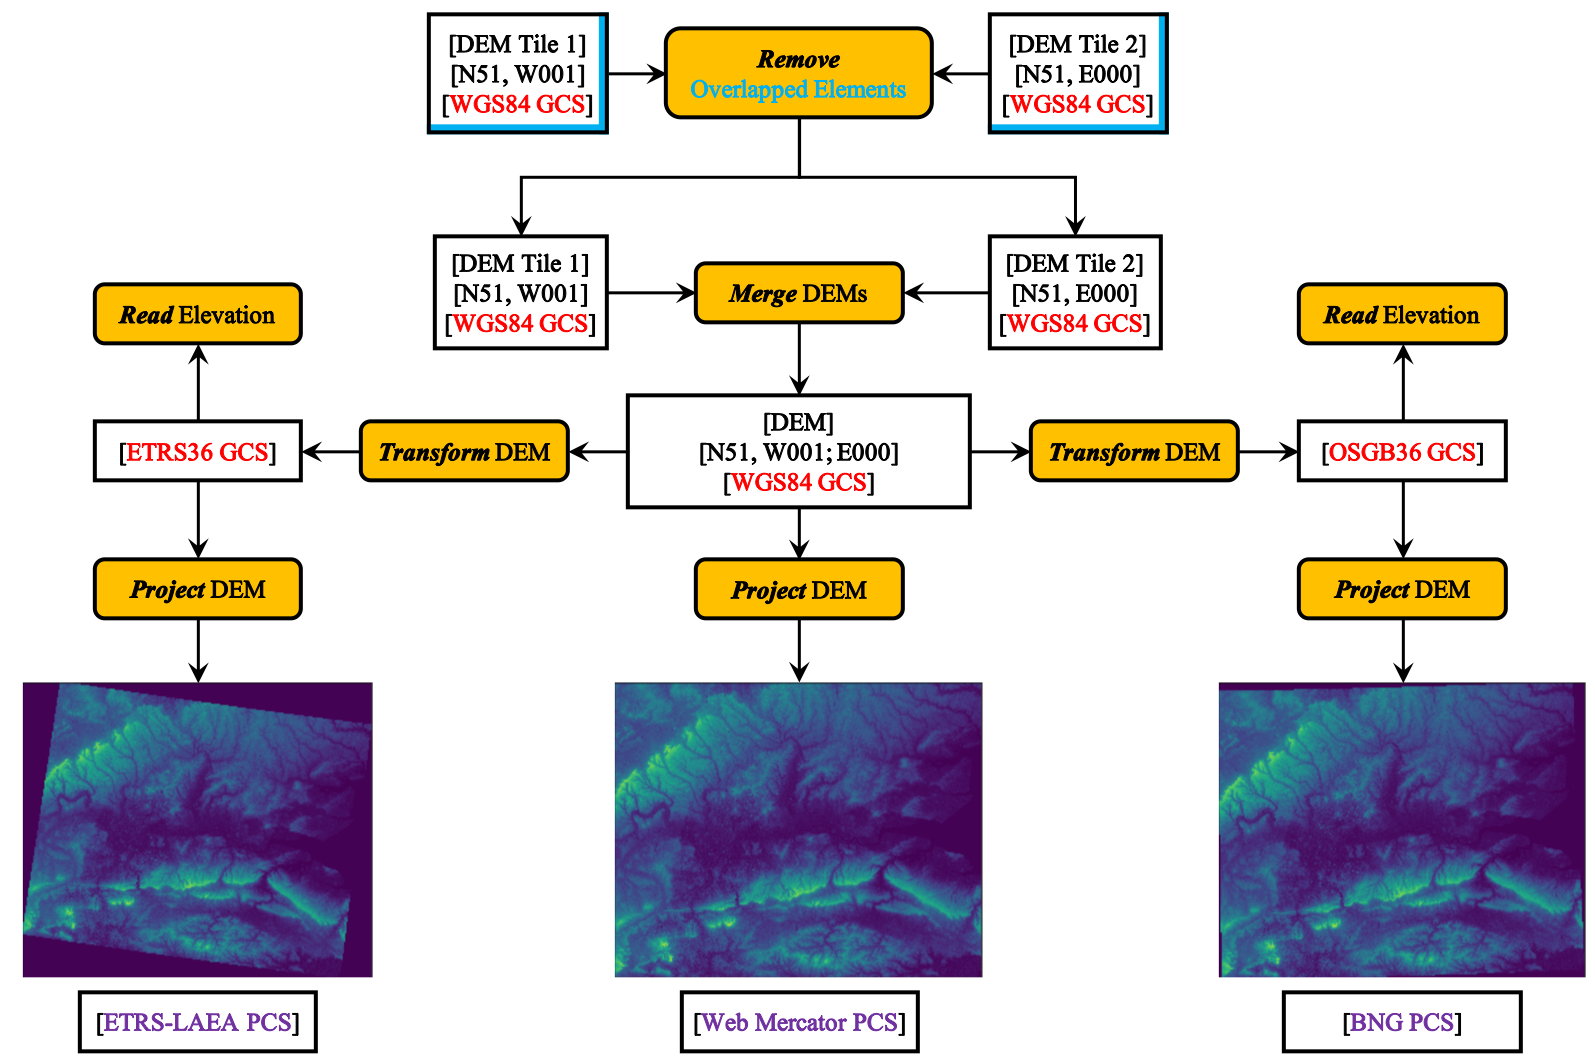 [DEM Tile 1]
[N51, W001]
[WGS84 GCS]
Remove
Overlapped Elements
[DEM Tile 2]
[N51, E000]
[WGS84 GCS]
[DEM Tile 1]
[N51, W001]
[WGS84 GCS]
Merge DEMs
[DEM Tile 2]
[N51, E000]
[WGS84 GCS]
Read Elevation
Read Elevation
[ETRS36 GCS]
Transform DEM
[DEM]
[N51, W001; E000]
[WGS84 GCS]
Transform DEM
[OSGB36 GCS]
Project DEM
Project DEM
Project DEM
[ETRS-LAEA PCS]
[Web Mercator PCS]
[BNG PCS]